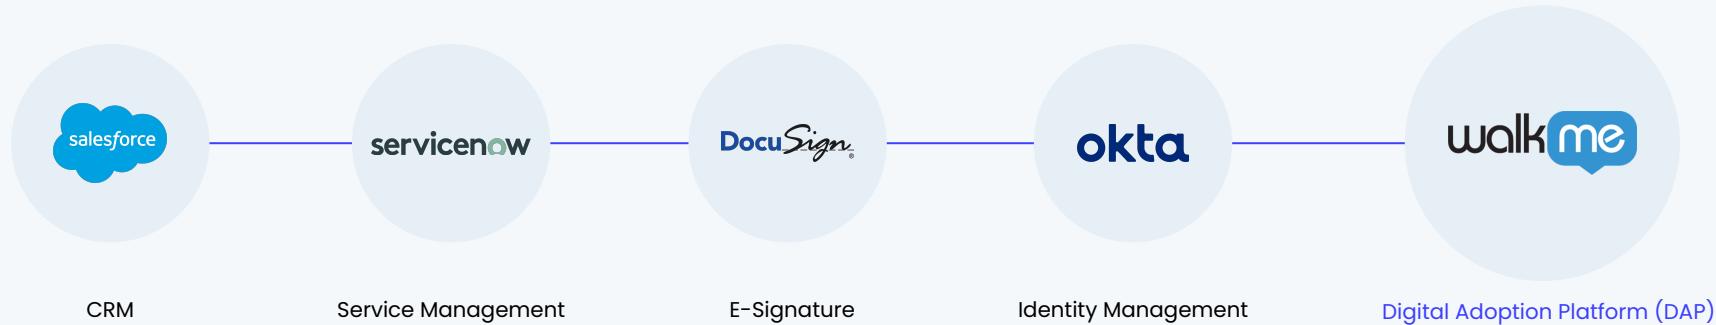 salesforce
servicenow
DocuSign®
okta
walkme
CRM
Service Management
E-Signature
Identity Management
Digital Adoption Platform (DAP)